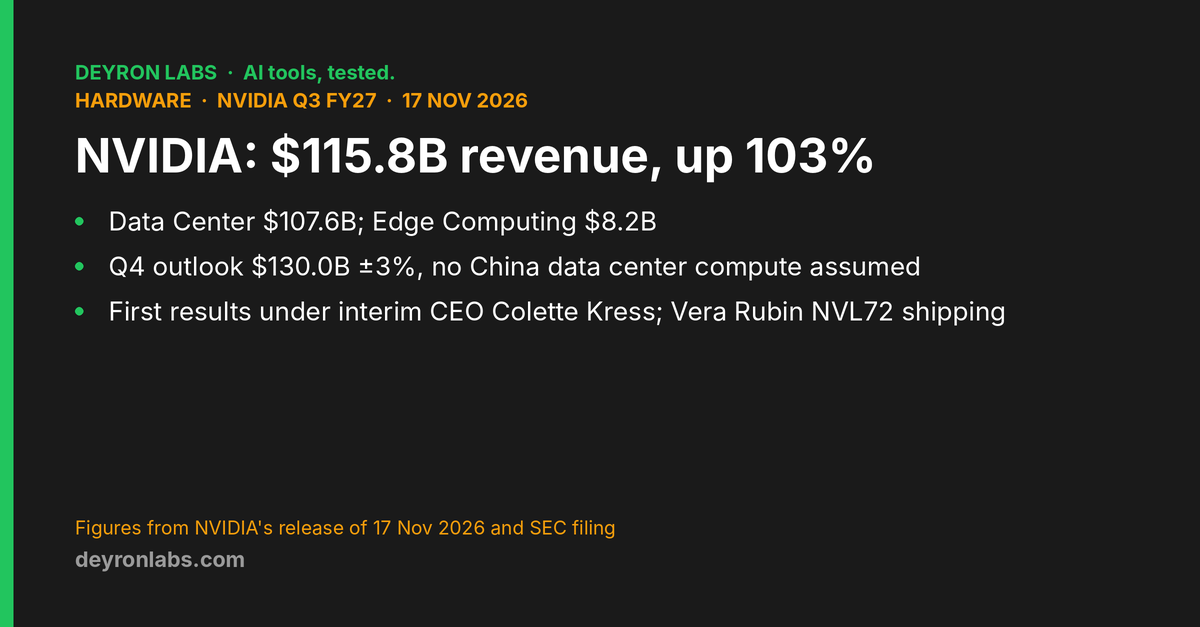 DEYRON LABS · AI tools, tested.
HARDWARE · NVIDIA Q3 FY27 · 17 NOV 2026
NVIDIA: $115.8B revenue, up 103%
• Data Center $107.6B; Edge Computing $8.2B
• Q4 outlook $130.0B ±3%, no China data center compute assumed
• First results under interim CEO Colette Kress; Vera Rubin NVL72 shipping
Figures from NVIDIA's release of 17 Nov 2026 and SEC filing
deyronlabs.com